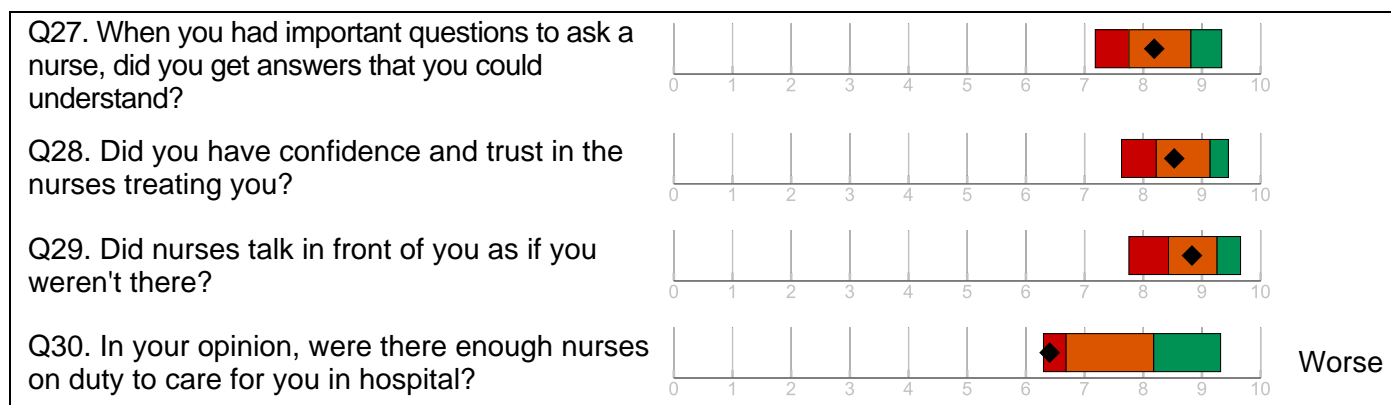 Q27. When you had important questions to ask a
nurse, did you get answers that you could
understand?
0 1 2 3 4 5 6 7 8 9 10
Q28. Did you have confidence and trust in the
nurses treating you?
0 1 2 3 4 5 6 7 8 9 10
Q29. Did nurses talk in front of you as if you
weren't there?
0 1 2 3 4 5 6 7 8 9 10
Q30. In your opinion, were there enough nurses
on duty to care for you in hospital?
Worse
0 1 2 3 4 5 6 7 8 9 10